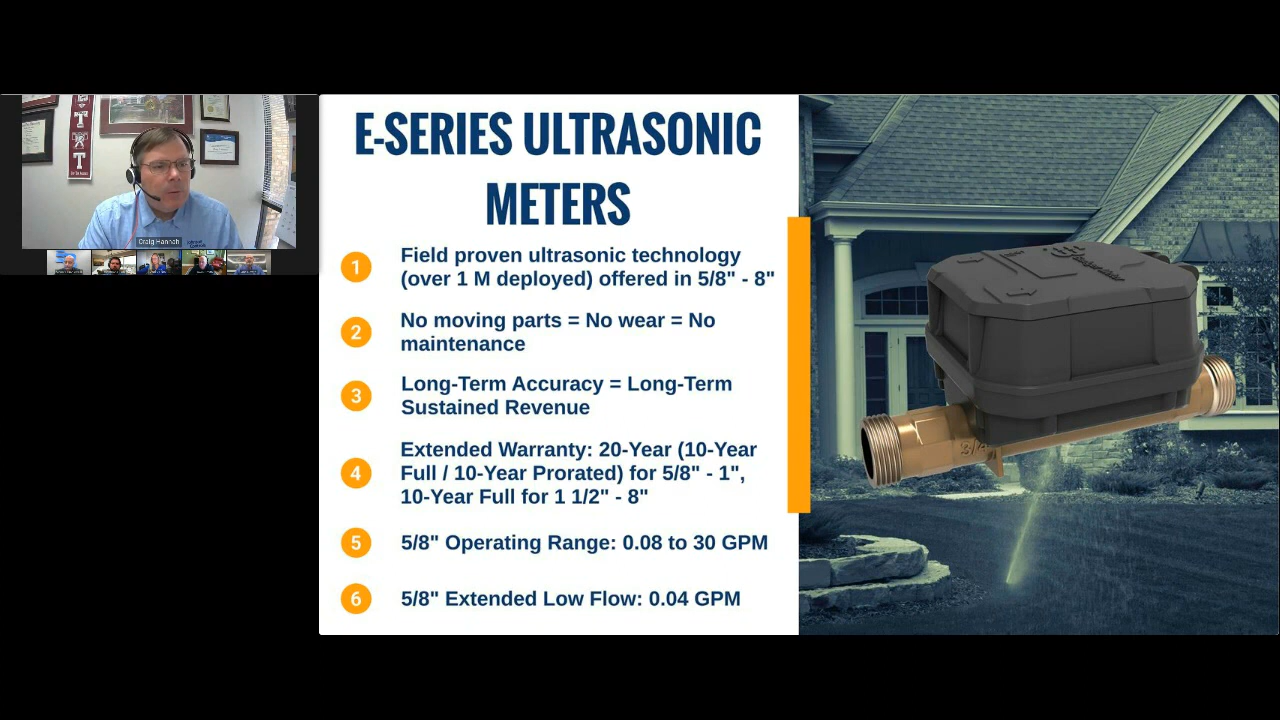 E-SERIES ULTRASONIC
METERS
1
Field proven ultrasonic technology
(over 1 M deployed) offered in 5/8" - 8"
2
No moving parts = No wear = No
maintenance
3
Long-Term Accuracy = Long-Term
Sustained Revenue
4
Extended Warranty: 20-Year (10-Year
Full / 10-Year Prorated) for 5/8" - 1",
10-Year Full for 1 1/2" - 8"
5
5/8" Operating Range: 0.08 to 30 GPM
6
5/8" Extended Low Flow: 0.04 GPM
Craig Hannah